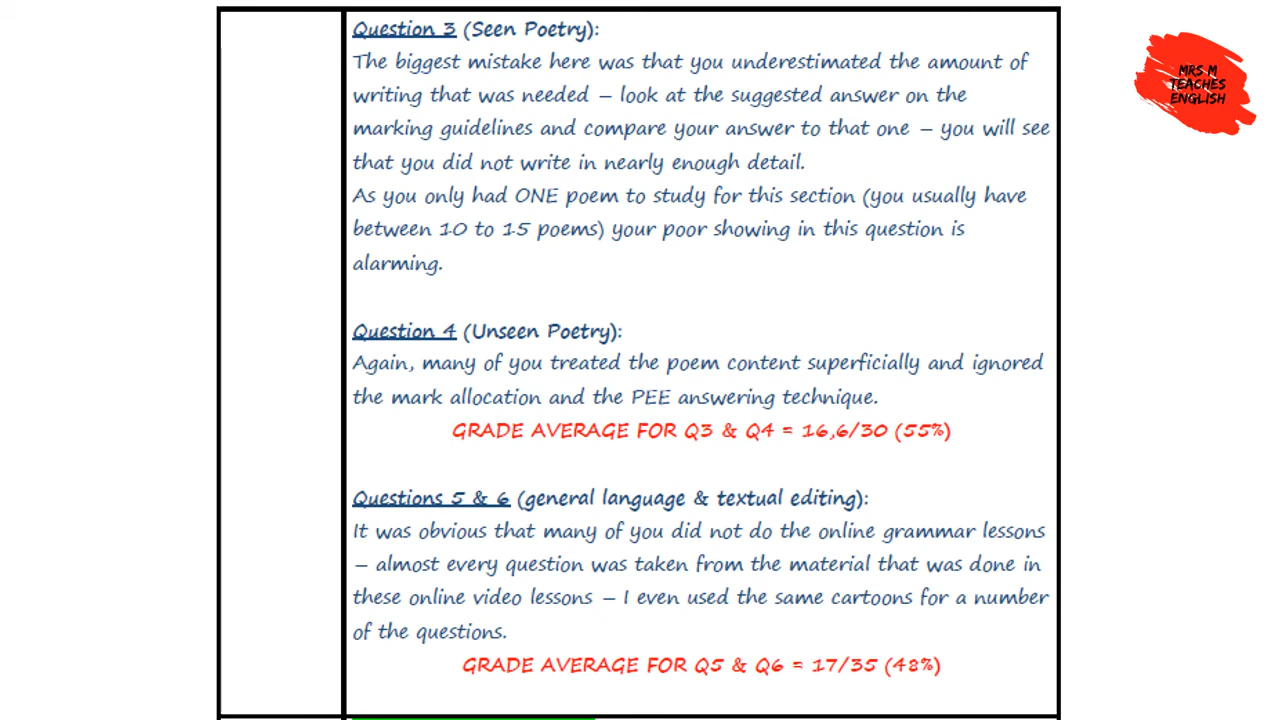 Question 3 (Seen Poetry):
The biggest mistake here was that you underestimated the amount of
writing that was needed – look at the suggested answer on the
marking guidelines and compare your answer to that one – you will see
that you did not write in nearly enough detail.
As you only had ONE poem to study for this section (you usually have
between 10 to 15 poems) your poor showing in this question is
alarming.
Question 4 (Unseen Poetry):
Again, many of you treated the poem content superficially and ignored
the mark allocation and the PEE answering technique.
GRADE AVERAGE FOR Q3 & Q4 = 16,6/30 (55%)
Questions 5 & 6 (general language & textual editing):
It was obvious that many of you did not do the online grammar lessons
– almost every question was taken from the material that was done in
these online video lessons – I even used the same cartoons for a number
of the questions.
GRADE AVERAGE FOR Q5 & Q6 = 17/35 (48%)
MRS M
TEACHES
ENGLISH